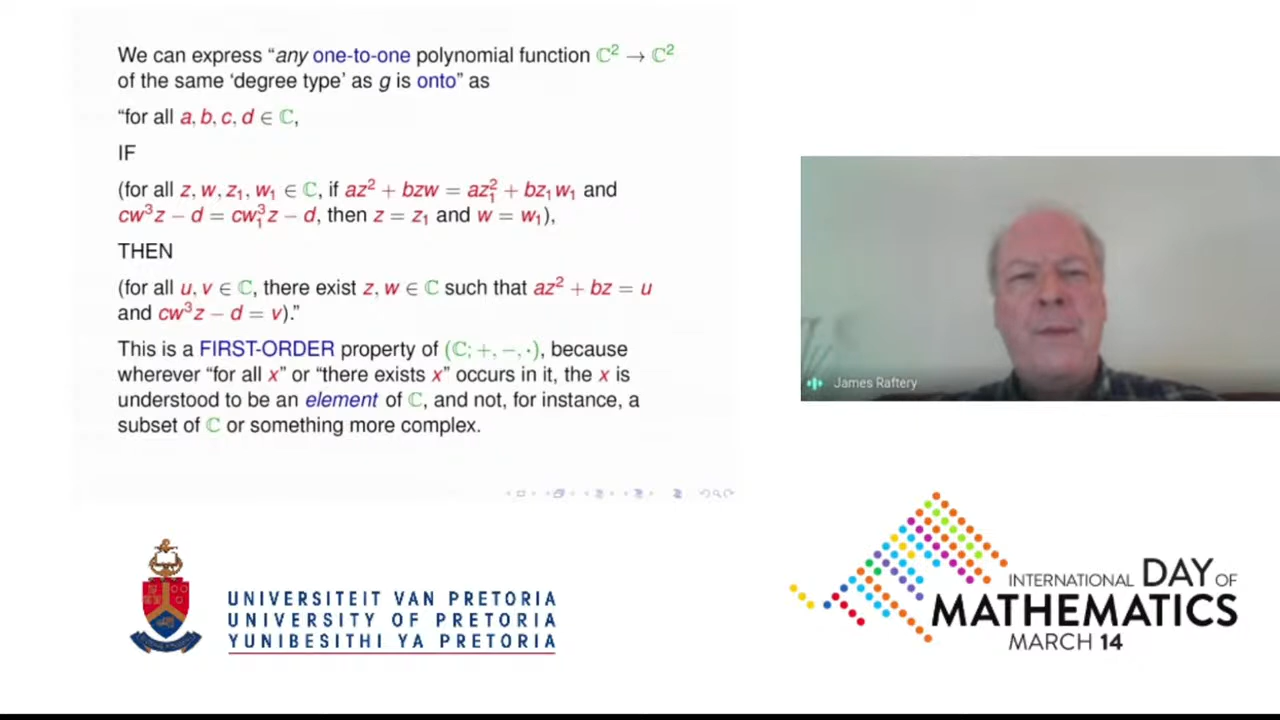 We can express “any one-to-one polynomial function ℂ² → ℂ²
of the same ‘degree type’ as g is onto” as
“for all a, b, c, d ∈ ℂ,
IF
(for all z, w, z₁, w₁ ∈ ℂ, if az² + bzw = az₁² + bz₁w₁ and
cw³z − d = cw₁³z − d, then z = z₁ and w = w₁),
THEN
(for all u, v ∈ ℂ, there exist z, w ∈ ℂ such that az² + bz = u
and cw³z − d = v).”
This is a FIRST-ORDER property of (ℂ; +, −, ·), because
wherever “for all x” or “there exists x” occurs in it, the x is
understood to be an element of ℂ, and not, for instance, a
subset of ℂ or something more complex.
James Raftery
UNIVERSITEIT VAN PRETORIA
UNIVERSITY OF PRETORIA
YUNIBESITHI YA PRETORIA
INTERNATIONAL DAY OF
MATHEMATICS
MARCH 14